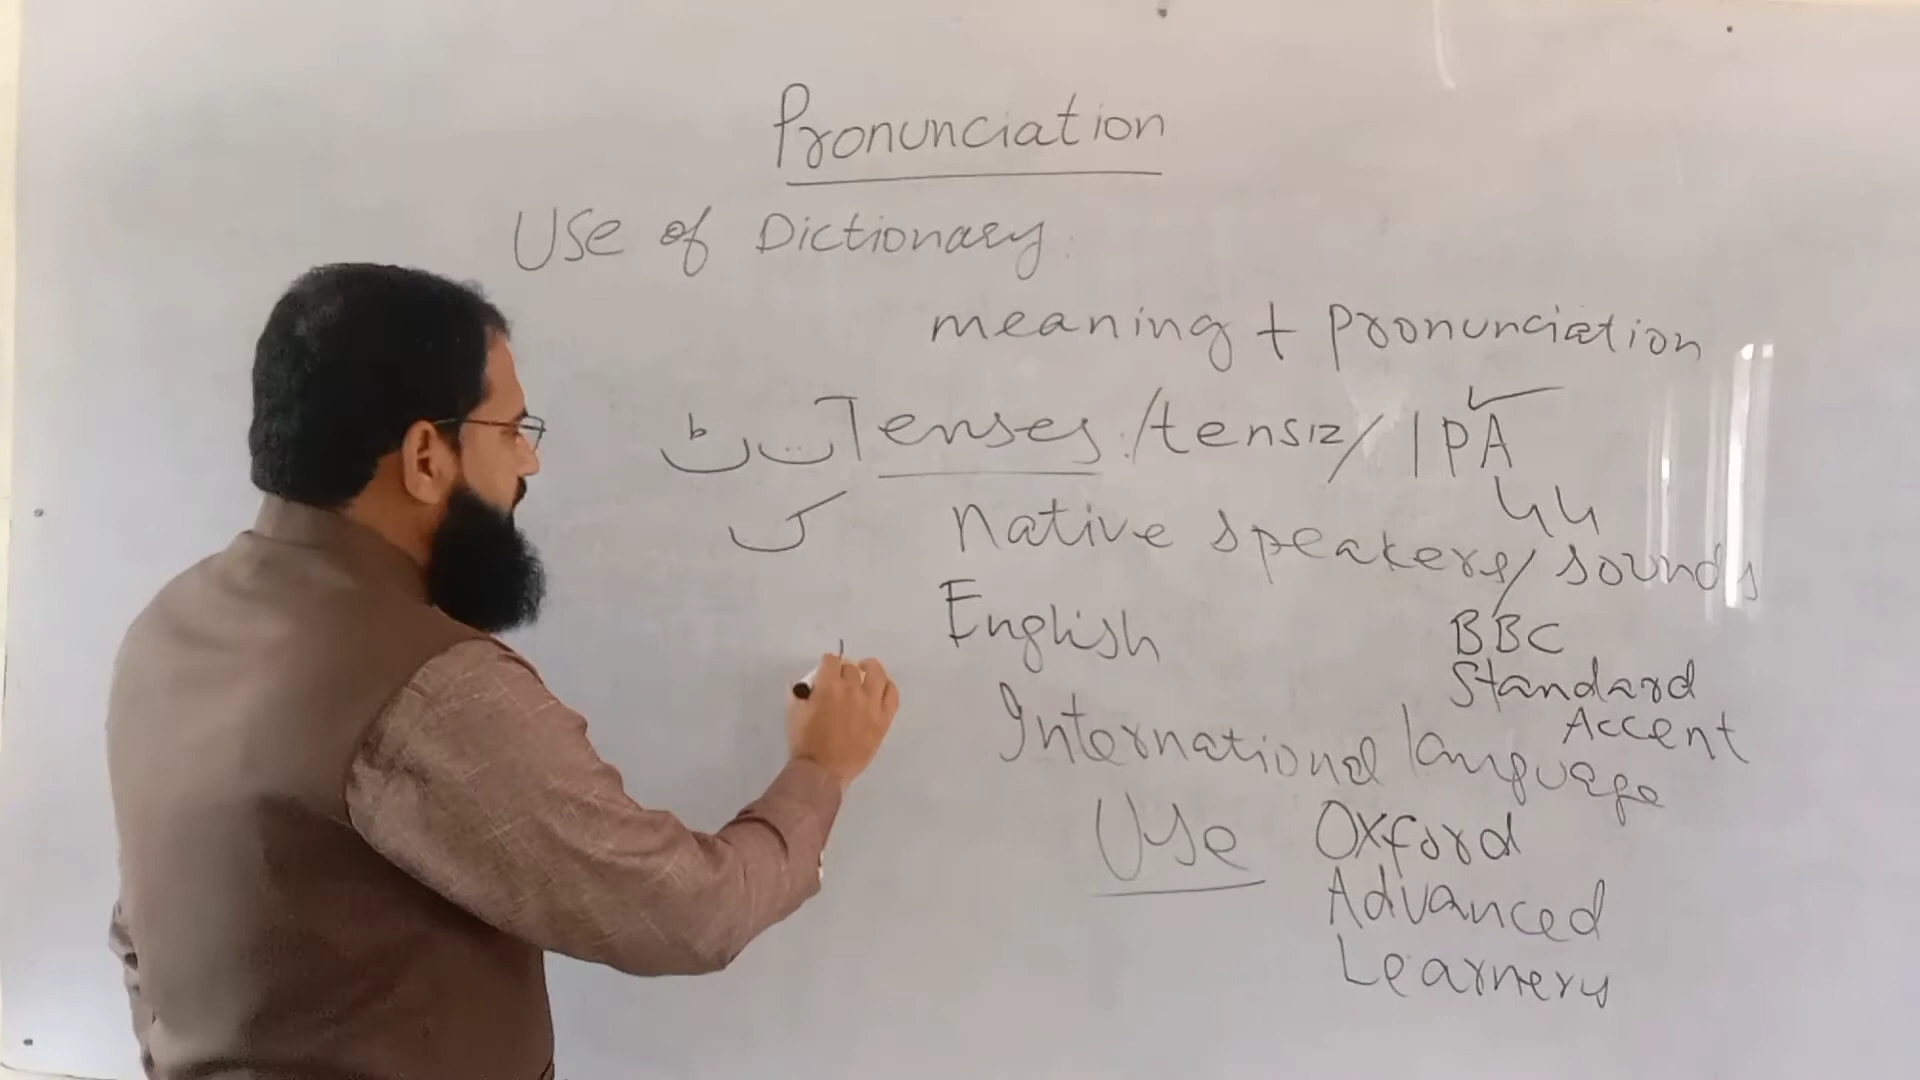 Pronunciation
Use of Dictionary.
meaning + pronunciation
ٹ ت Tenses /tensiz/ IPA
ک
44
Native speakers/sounds
English
BBC
Standard
Accent
International language
Use Oxford
Advanced
Learners